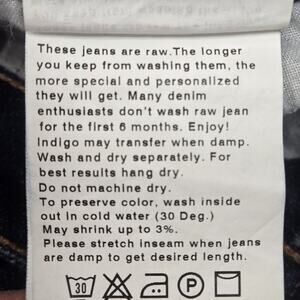 These jeans are raw.The longer
you keep from washing them, the
more special and personalized
they will get. Many denim
enthusiasts don't wash raw jean
for the first 6 months. Enjoy!
Indigo may transfer when damp.
Wash and dry separately. For
best results hang dry.
Do not machine dry.
To preserve color, wash inside
out in cold water (30 Deg.)
May shrink up to 3%.
Please stretch inseam when jeans
are damp to get desired length.
30 P